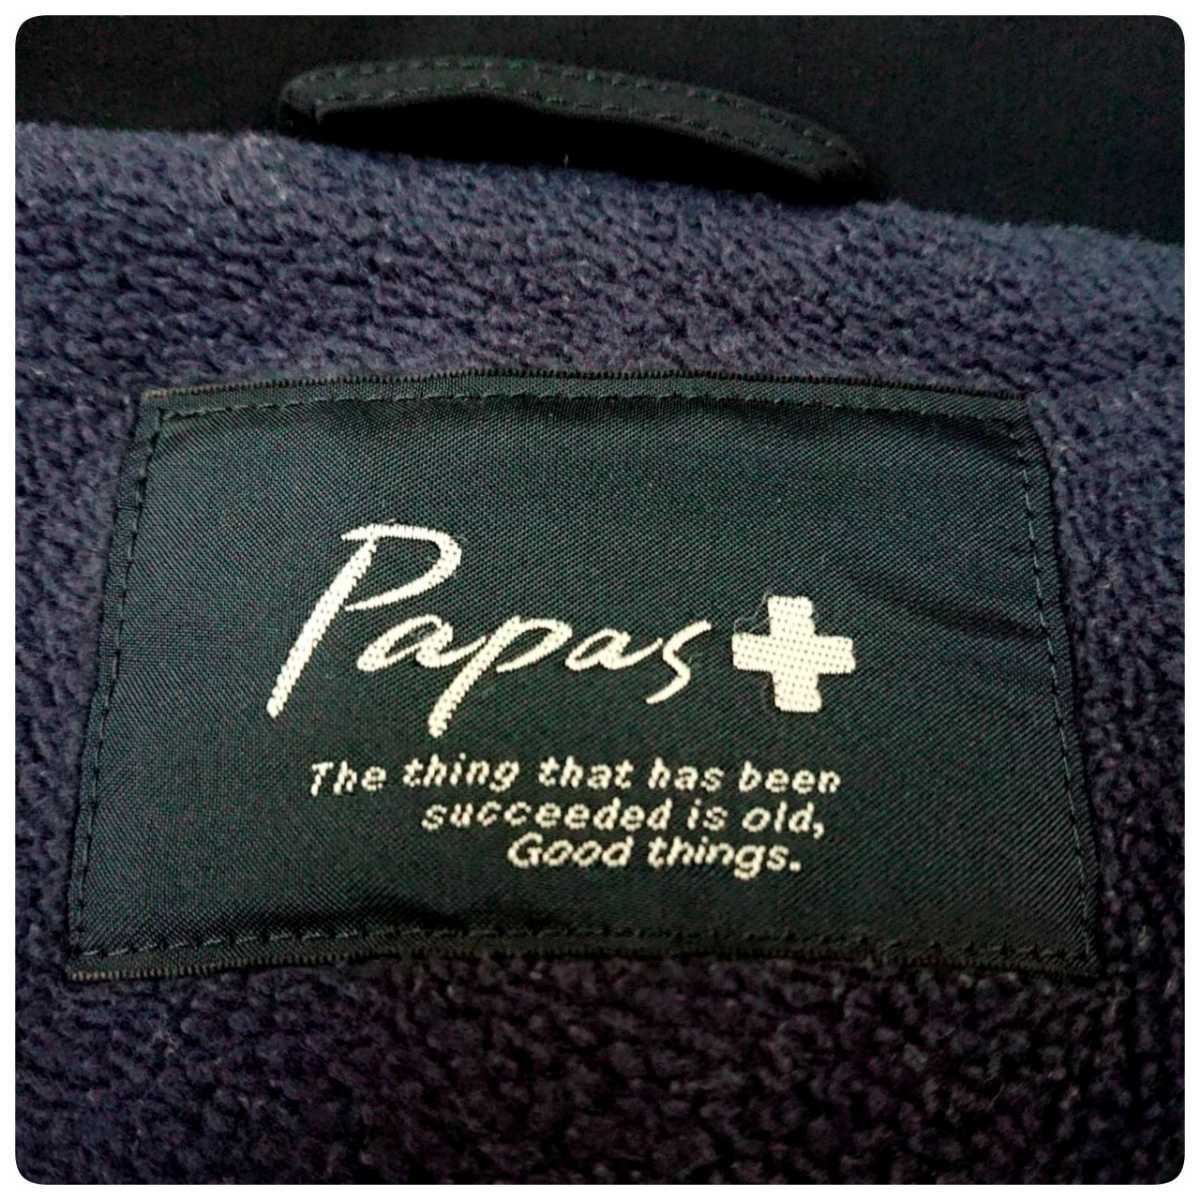 Papas+
The thing that has been
succeeded is old,
Good things.